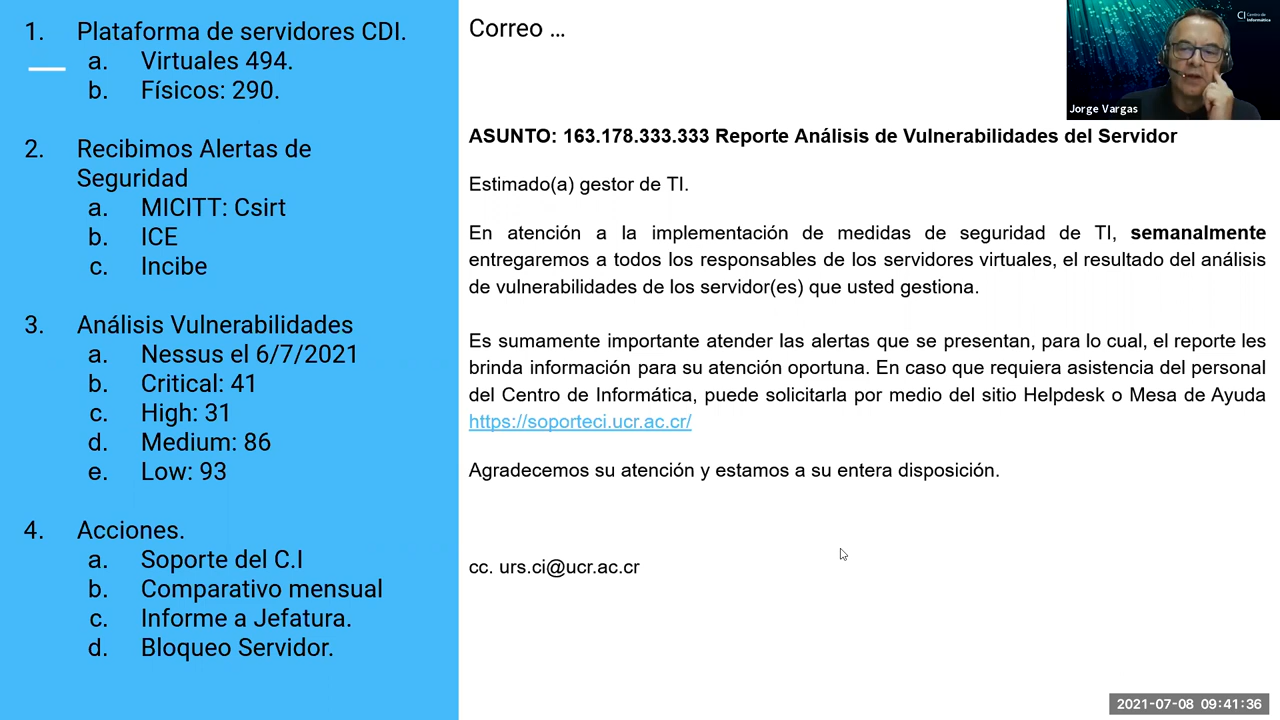 1. Plataforma de servidores CDI.
a. Virtuales 494.
b. Físicos: 290.
2. Recibimos Alertas de
Seguridad
a. MICITT: Csirt
b. ICE
c. Incibe
3. Análisis Vulnerabilidades
a. Nessus el 6/7/2021
b. Critical: 41
c. High: 31
d. Medium: 86
e. Low: 93
4. Acciones.
a. Soporte del C.I
b. Comparativo mensual
c. Informe a Jefatura.
d. Bloqueo Servidor.
Correo ...
ASUNTO: 163.178.333.333 Reporte Análisis de Vulnerabilidades del Servidor
Estimado(a) gestor de TI.
En atención a la implementación de medidas de seguridad de TI, semanalmente
entregaremos a todos los responsables de los servidores virtuales, el resultado del análisis
de vulnerabilidades de los servidor(es) que usted gestiona.
Es sumamente importante atender las alertas que se presentan, para lo cual, el reporte les
brinda información para su atención oportuna. En caso que requiera asistencia del personal
del Centro de Informática, puede solicitarla por medio del sitio Helpdesk o Mesa de Ayuda
https://soporteci.ucr.ac.cr/
Agradecemos su atención y estamos a su entera disposición.
cc. urs.ci@ucr.ac.cr
CI Centro de
Informática
Jorge Vargas
2021-07-08 09:41:36